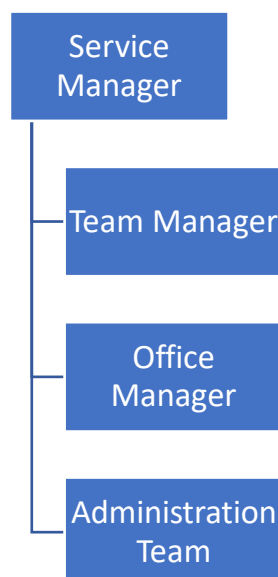 Service
Manager
Team Manager
Office
Manager
Administration
Team